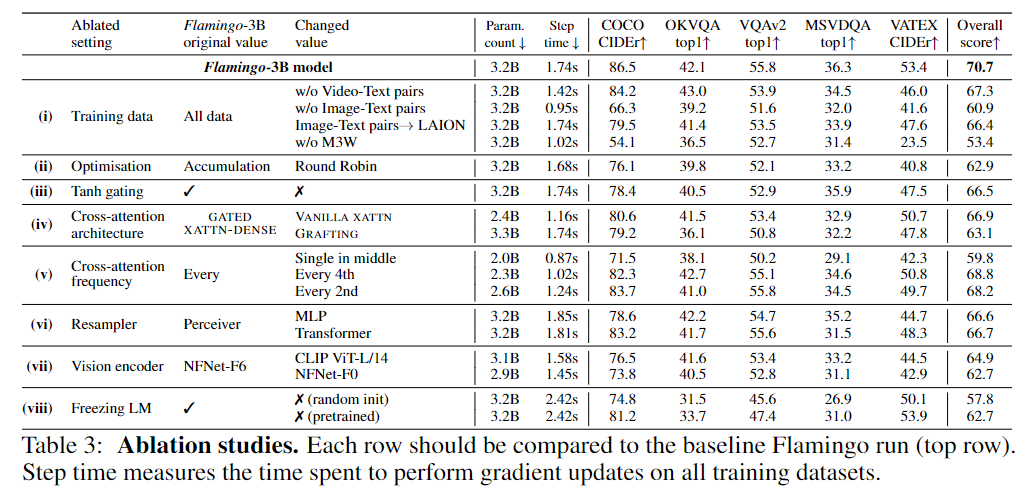 Ablated setting Flamingo-3B original value Changed value Param. count ↓ Step time ↓ COCO CIDEr↑ OKVQA top1↑ VQAv2 top1↑ MSVDQA top1↑ VATEX CIDEr↑ Overall score↑
Flamingo-3B model 3.2B 1.74s 86.5 42.1 55.8 36.3 53.4 70.7
(i) Training data All data w/o Video-Text pairs 3.2B 1.42s 84.2 43.0 53.9 34.5 46.0 67.3
w/o Image-Text pairs 3.2B 0.95s 66.3 39.2 51.6 32.0 41.6 60.9
Image-Text pairs→ LAION 3.2B 1.74s 79.5 41.4 53.5 33.9 47.6 66.4
w/o M3W 3.2B 1.02s 54.1 36.5 52.7 31.4 23.5 53.4
(ii) Optimisation Accumulation Round Robin 3.2B 1.68s 76.1 39.8 52.1 33.2 40.8 62.9
(iii) Tanh gating ✓ ✗ 3.2B 1.74s 78.4 40.5 52.9 35.9 47.5 66.5
(iv) Cross-attention architecture GATED XATTN-DENSE VANILLA XATTN 2.4B 1.16s 80.6 41.5 53.4 32.9 50.7 66.9
GRAFTING 3.3B 1.74s 79.2 36.1 50.8 32.2 47.8 63.1
(v) Cross-attention frequency Every Single in middle 2.0B 0.87s 71.5 38.1 50.2 29.1 42.3 59.8
Every 4th 2.3B 1.02s 82.3 42.7 55.1 34.6 50.8 68.8
Every 2nd 2.6B 1.24s 83.7 41.0 55.8 34.5 49.7 68.2
(vi) Resampler Perceiver MLP 3.2B 1.85s 78.6 42.2 54.7 35.2 44.7 66.6
Transformer 3.2B 1.81s 83.2 41.7 55.6 31.5 48.3 66.7
(vii) Vision encoder NFNet-F6 CLIP ViT-L/14 3.1B 1.58s 76.5 41.6 53.4 33.2 44.5 64.9
NFNet-F0 2.9B 1.45s 73.8 40.5 52.8 31.1 42.9 62.7
(viii) Freezing LM ✓ ✗ (random init) 3.2B 2.42s 74.8 31.5 45.6 26.9 50.1 57.8
✗ (pretrained) 3.2B 2.42s 81.2 33.7 47.4 31.0 53.9 62.7
Table 3: Ablation studies. Each row should be compared to the baseline Flamingo run (top row).
Step time measures the time spent to perform gradient updates on all training datasets.